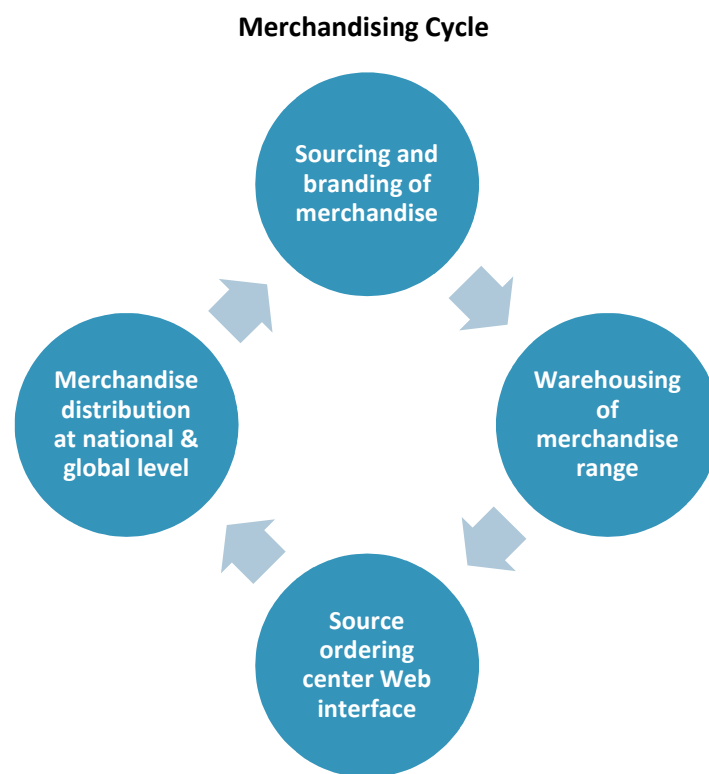 Merchandising Cycle
Sourcing and
branding of
merchandise
Warehousing
of
merchandise
range
Source
ordering
center Web
interface
Merchandise
distribution
at national &
global level